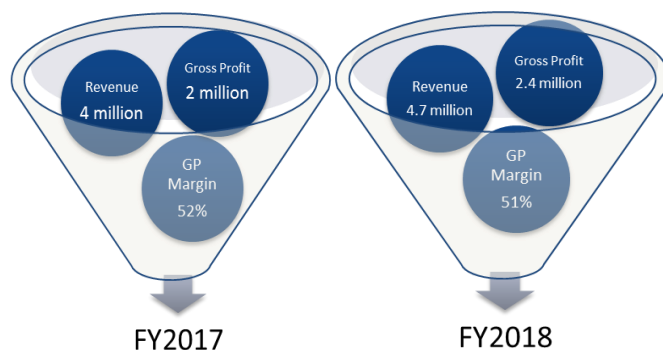 Revenue
4 million
Gross Profit
2 million
GP
Margin
52%
FY2017
Revenue
4.7 million
Gross Profit
2.4 million
GP
Margin
51%
FY2018